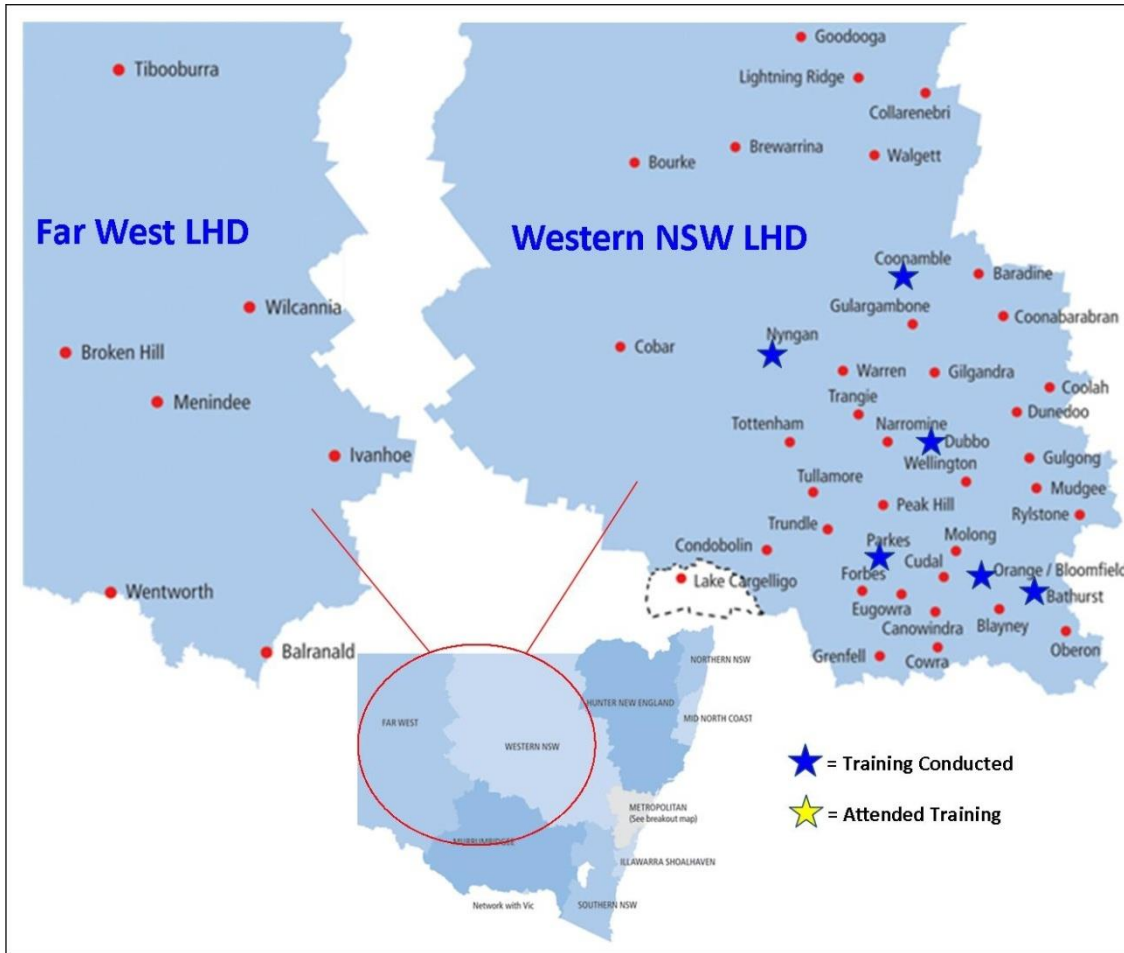 Tibooburra
Far West LHD
Wilcannia
Broken Hill
Menindee
Ivanhoe
Wentworth
Balranald
Goodooga
Lightning Ridge
Collarenebri
Brewarrina
Bourke
Walgett
Western NSW LHD
Coonamble
Baradine
Gulargambone
Coonabarabran
Nyngan
Cobar
Warren
Gilgandra
Coolah
Trangie
Dunedoo
Tottenham
Narromine
Dubbo
Wellington
Gulgong
Tullamore
Mudgee
Peak Hill
Rylstone
Trundle
Parkes
Molong
Condobolin
Cudal
Orange / Bloomfield
Lake Cargelligo
Forbes
Bathurst
Eugowra
Canowindra
Blayney
Oberon
Grenfell
Cowra
NORTHERN NSW
HUNTER NEW ENGLAND
MID NORTH COAST
FAR WEST
WESTERN NSW
METROPOLITAN
(See breakout map)
MURRUMBIDGEE
ILLAWARRA SHOALHAVEN
Network with Vic
SOUTHERN NSW
= Training Conducted
= Attended Training